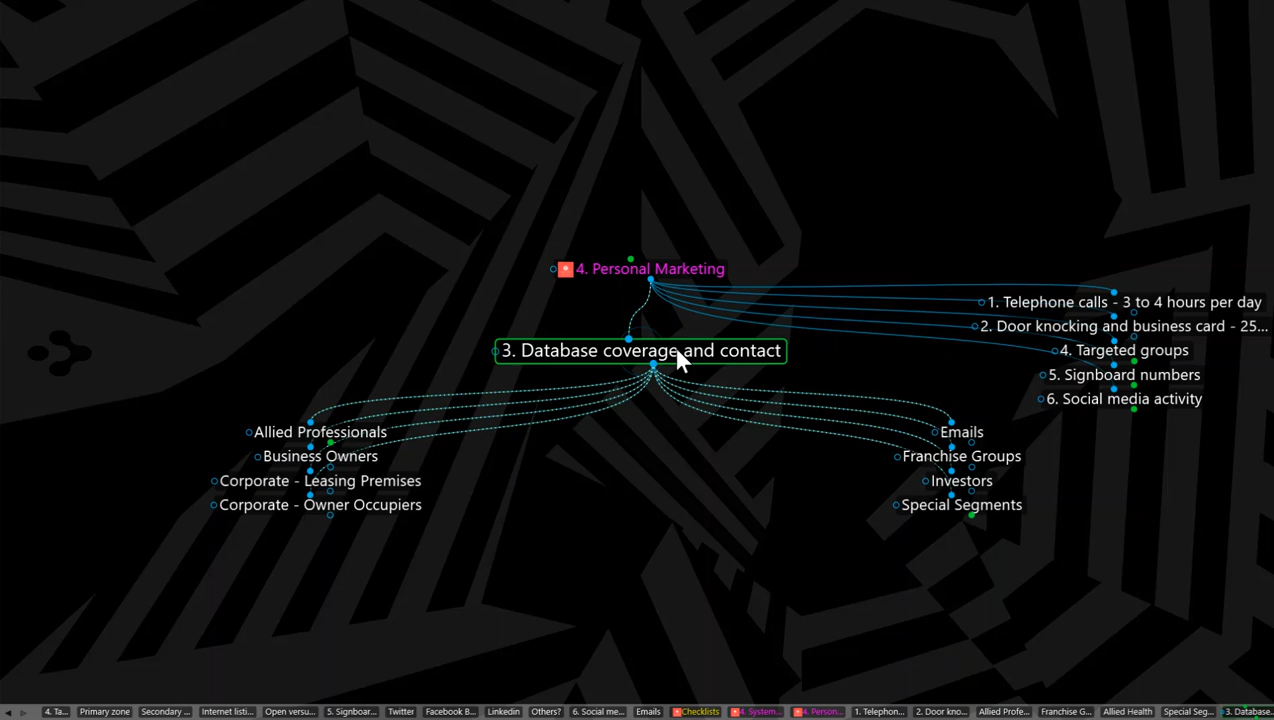 4. Personal Marketing
1. Telephone calls - 3 to 4 hours per day
2. Door knocking and business card - 25...
3. Database coverage and contact
4. Targeted groups
5. Signboard numbers
6. Social media activity
Allied Professionals
Business Owners
Corporate - Leasing Premises
Corporate - Owner Occupiers
Emails
Franchise Groups
Investors
Special Segments
4. Ta... Primary zone Secondary ... Internet listi... Open versu... 5. Signboar... Twitter Facebook B... Linkedin Others? 6. Social me... Emails Checklists 4. System... 4. Person... 1. Telephon... 2. Door kno... Allied Profe... Franchise G... Allied Health Special Seg... 3. Database...